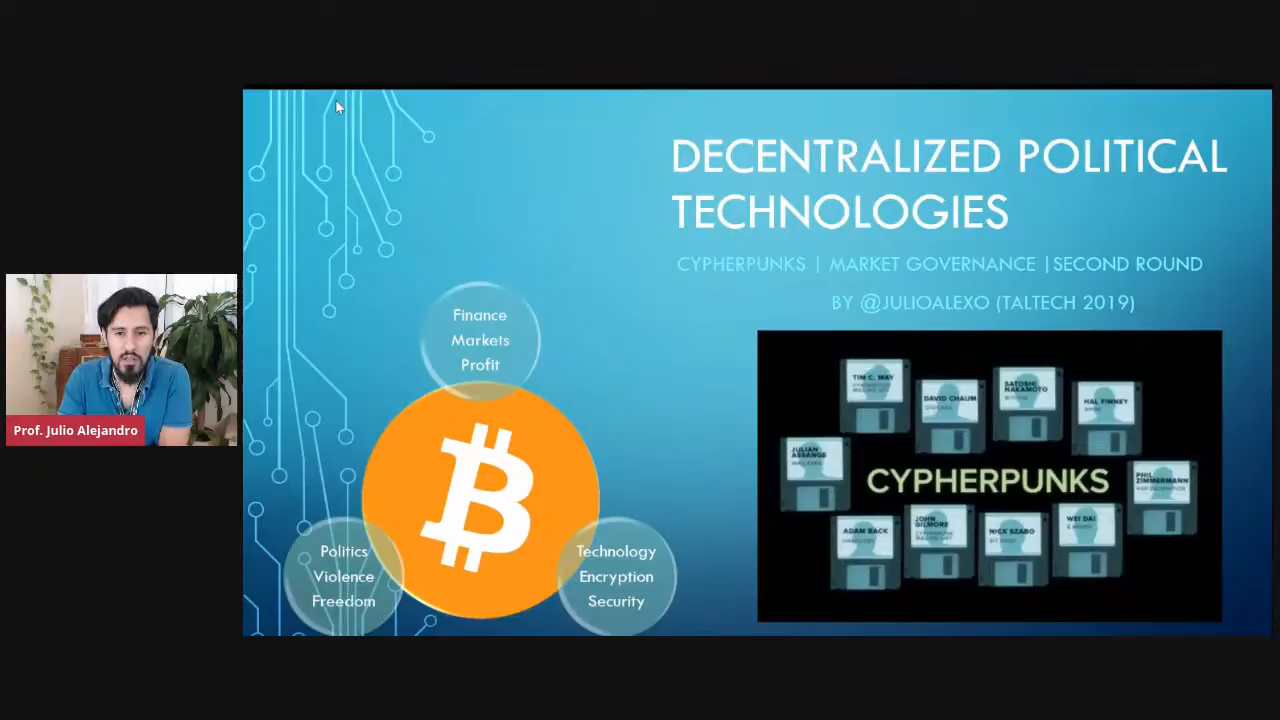 DECENTRALIZED POLITICAL
TECHNOLOGIES
CYPHERPUNKS | MARKET GOVERNANCE |SECOND ROUND
BY @JULIOALEXO (TALTECH 2019)
Finance
Markets
Profit
Politics
Violence
Freedom
Technology
Encryption
Security
Prof. Julio Alejandro
TIM C. MAY
DAVID CHAUM
SATOSHI
NAKAMOTO
HAL FINNEY
JULIAN
ASSANGE
CYPHERPUNKS
PHIL
ZIMMERMANN
ADAM BACK
JOHN
GILMORE
NICK SZABO
WEI DAI